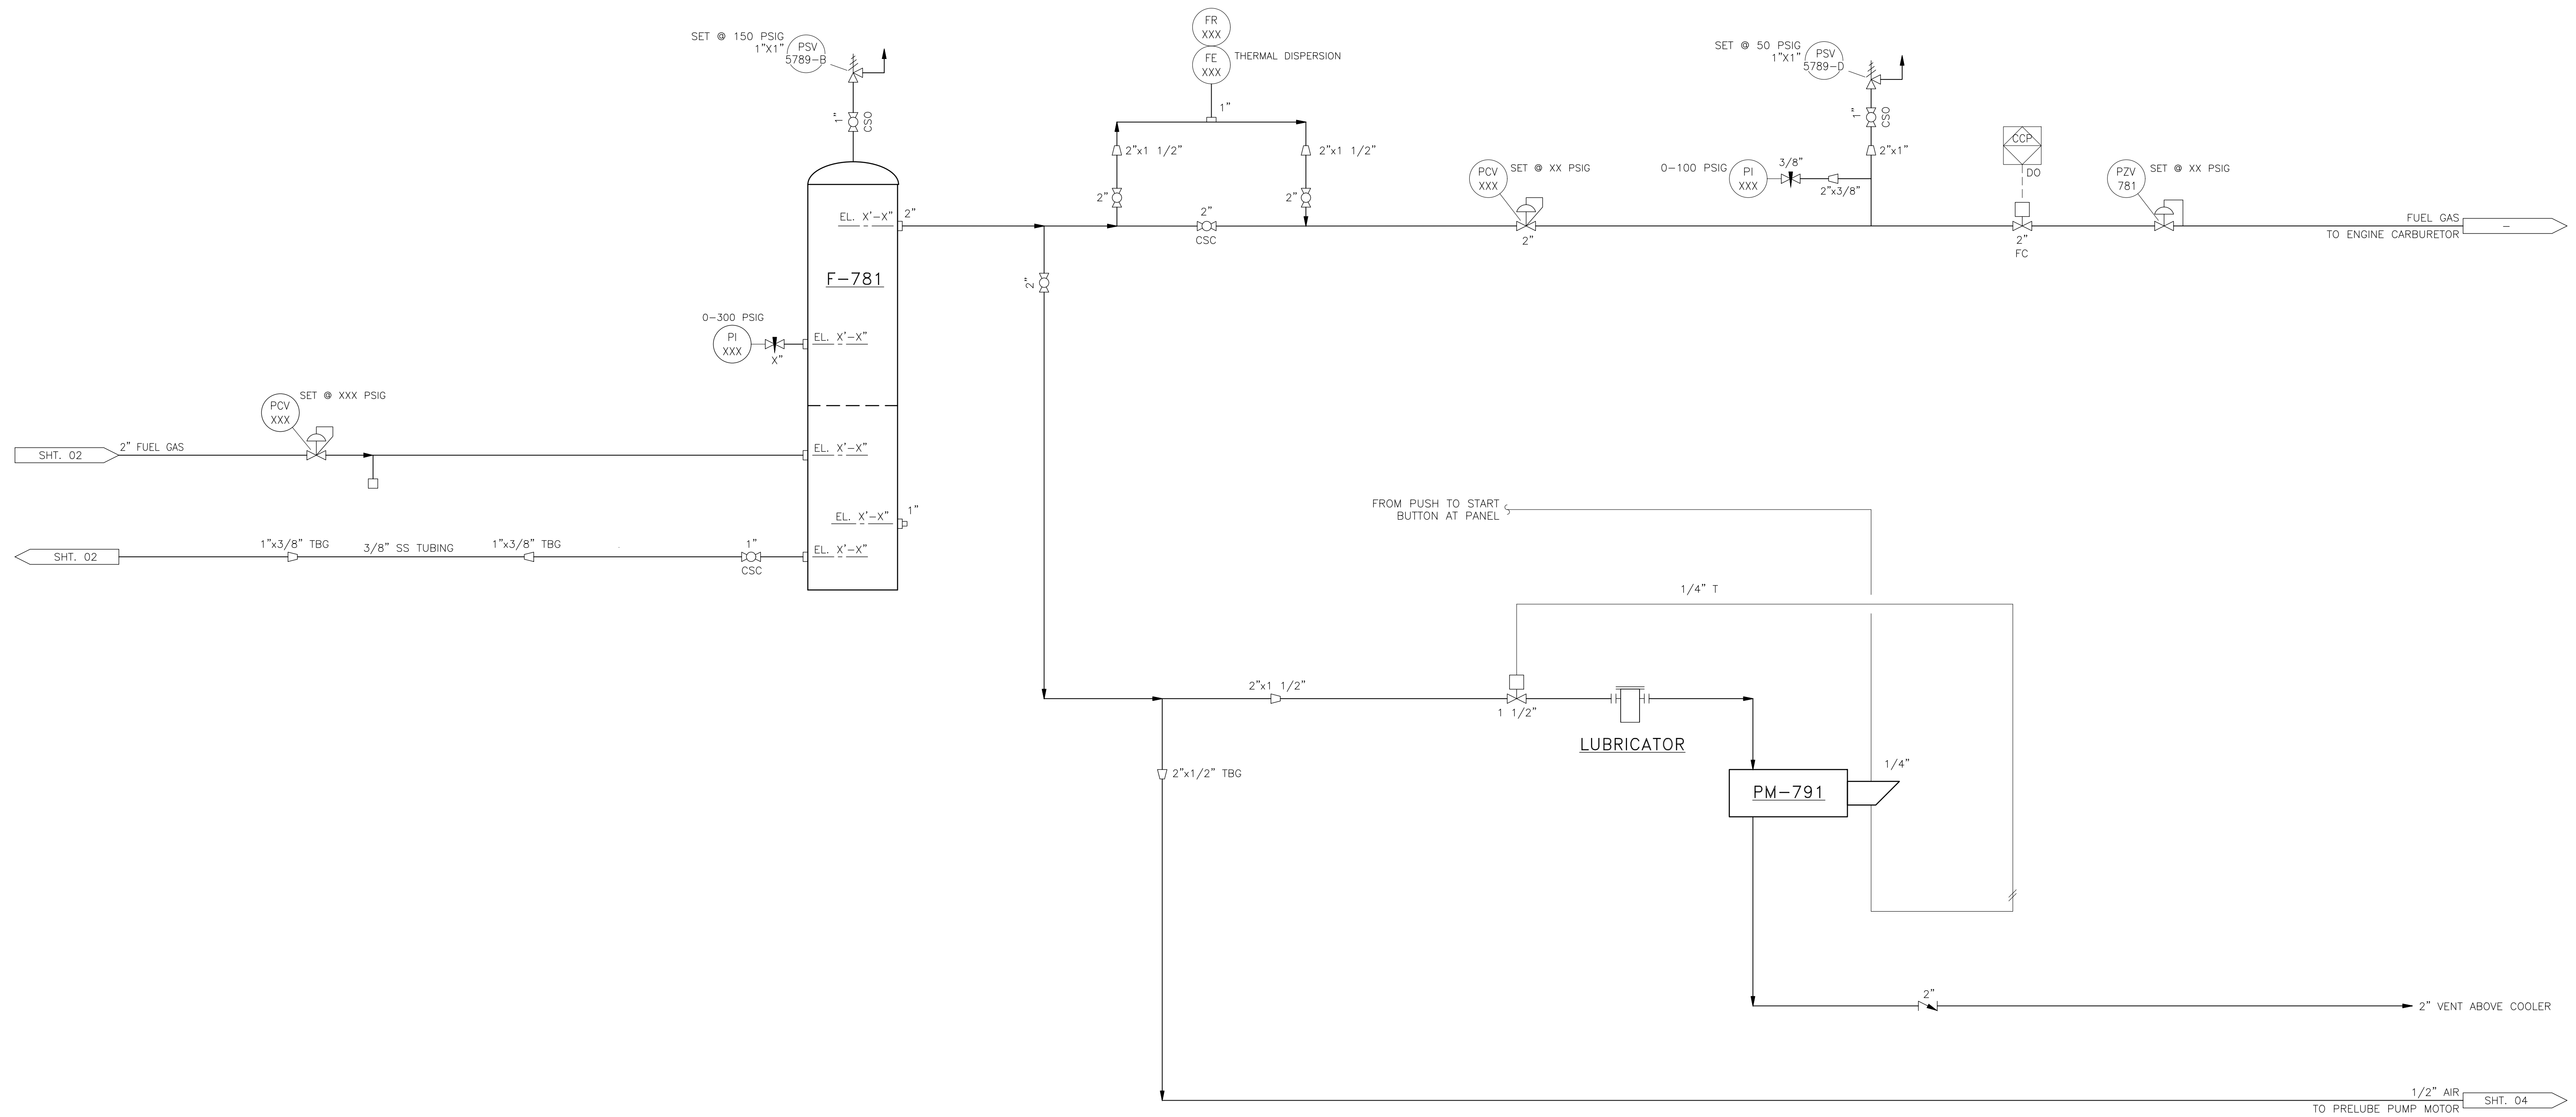 FR
XXX
FE
XXX
THERMAL DISPERSION
1”
SET @ 150 PSIG
1”X1”
PSV
5789-B
1”
CSO
SET @ 50 PSIG
1”X1”
PSV
5789-D
1”
CSO
2”x1”
2”x1 1/2”
2”x1 1/2”
2”
2”
2”
CSC
PCV
XXX
SET @ XX PSIG
2”
0-100 PSIG
PI
XXX
3/8”
2”x3/8”
CCP
DO
2”
FC
PZV
781
SET @ XX PSIG
FUEL GAS
TO ENGINE CARBURETOR
-
EL. X’-X”
2”
F-781
2”
0-300 PSIG
PI
XXX
X”
EL. X’-X”
PCV
XXX
SET @ XXX PSIG
SHT. 02
2” FUEL GAS
EL. X’-X”
EL. X’-X”
1”
SHT. 02
1”x3/8” TBG
3/8” SS TUBING
1”x3/8” TBG
1”
CSC
EL. X’-X”
FROM PUSH TO START
BUTTON AT PANEL
1/4” T
2”x1 1/2”
1 1/2”
LUBRICATOR
2”x1/2” TBG
PM-791
1/4”
2”
2” VENT ABOVE COOLER
1/2” AIR
TO PRELUBE PUMP MOTOR
SHT. 04